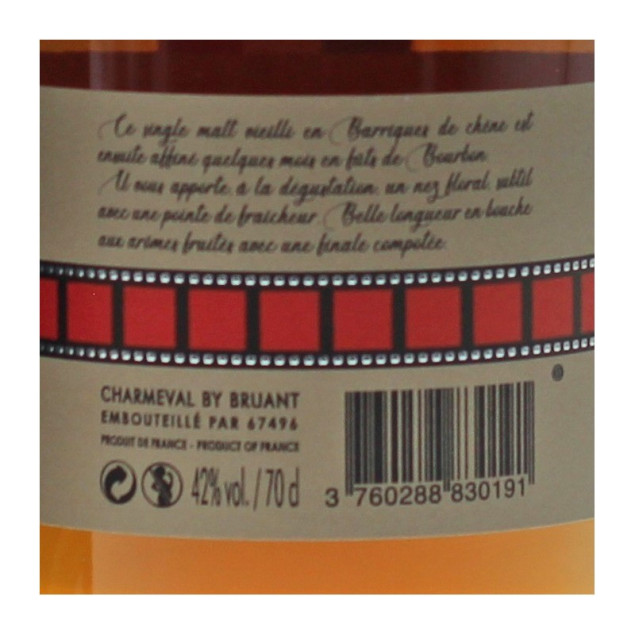 Ce single malt vieilli en Barriques de chêne est
ensuite affiné quelques mois en fûts de Bourbon.
Il vous apporte, à la dégustation, un nez floral, subtil
avec une pointe de fraîcheur. Belle longueur en bouche
aux arômes fruités avec une finale compotée.
CHARMEVAL BY BRUANT
EMBOUTEILLÉ PAR 67496
PRODUIT DE FRANCE - PRODUCT OF FRANCE
42% vol. / 70 cl
3 760288 830191